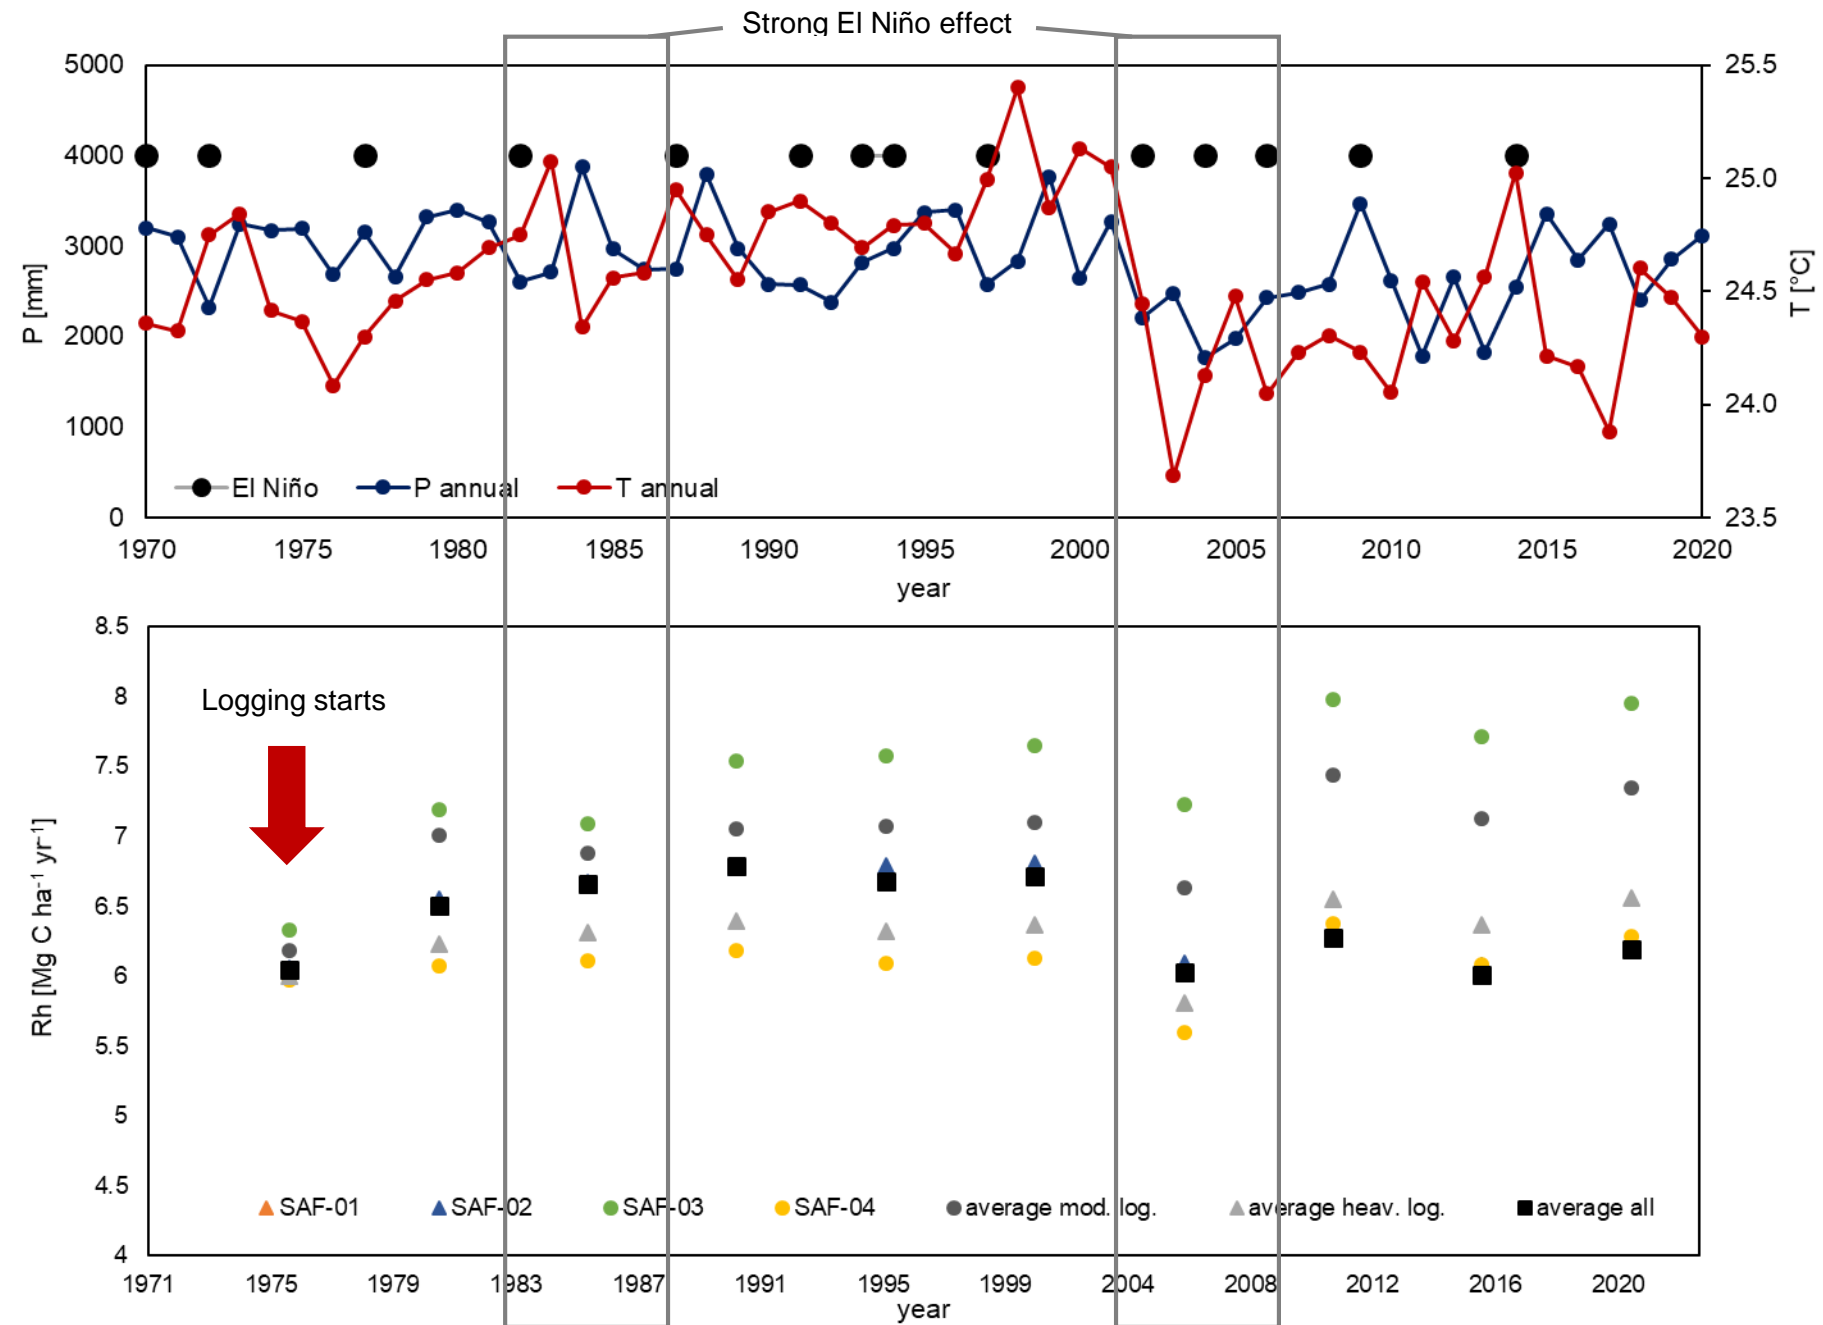 Strong El Niño effect
5000
4000
3000
2000
1000
0
P [mm]
25.5
25.0
24.5
24.0
23.5
T [°C]
El Niño P annual T annual
1970 1975 1980 1985 1990 1995 2000 2005 2010 2015 2020
year
8.5
8
7.5
7
6.5
6
5.5
5
4.5
4
Rh [Mg C ha⁻¹ yr⁻¹]
Logging starts
SAF-01 SAF-02 SAF-03 SAF-04 average mod. log. average heav. log. average all
1971 1975 1979 1983 1987 1991 1995 1999 2004 2008 2012 2016 2020
year